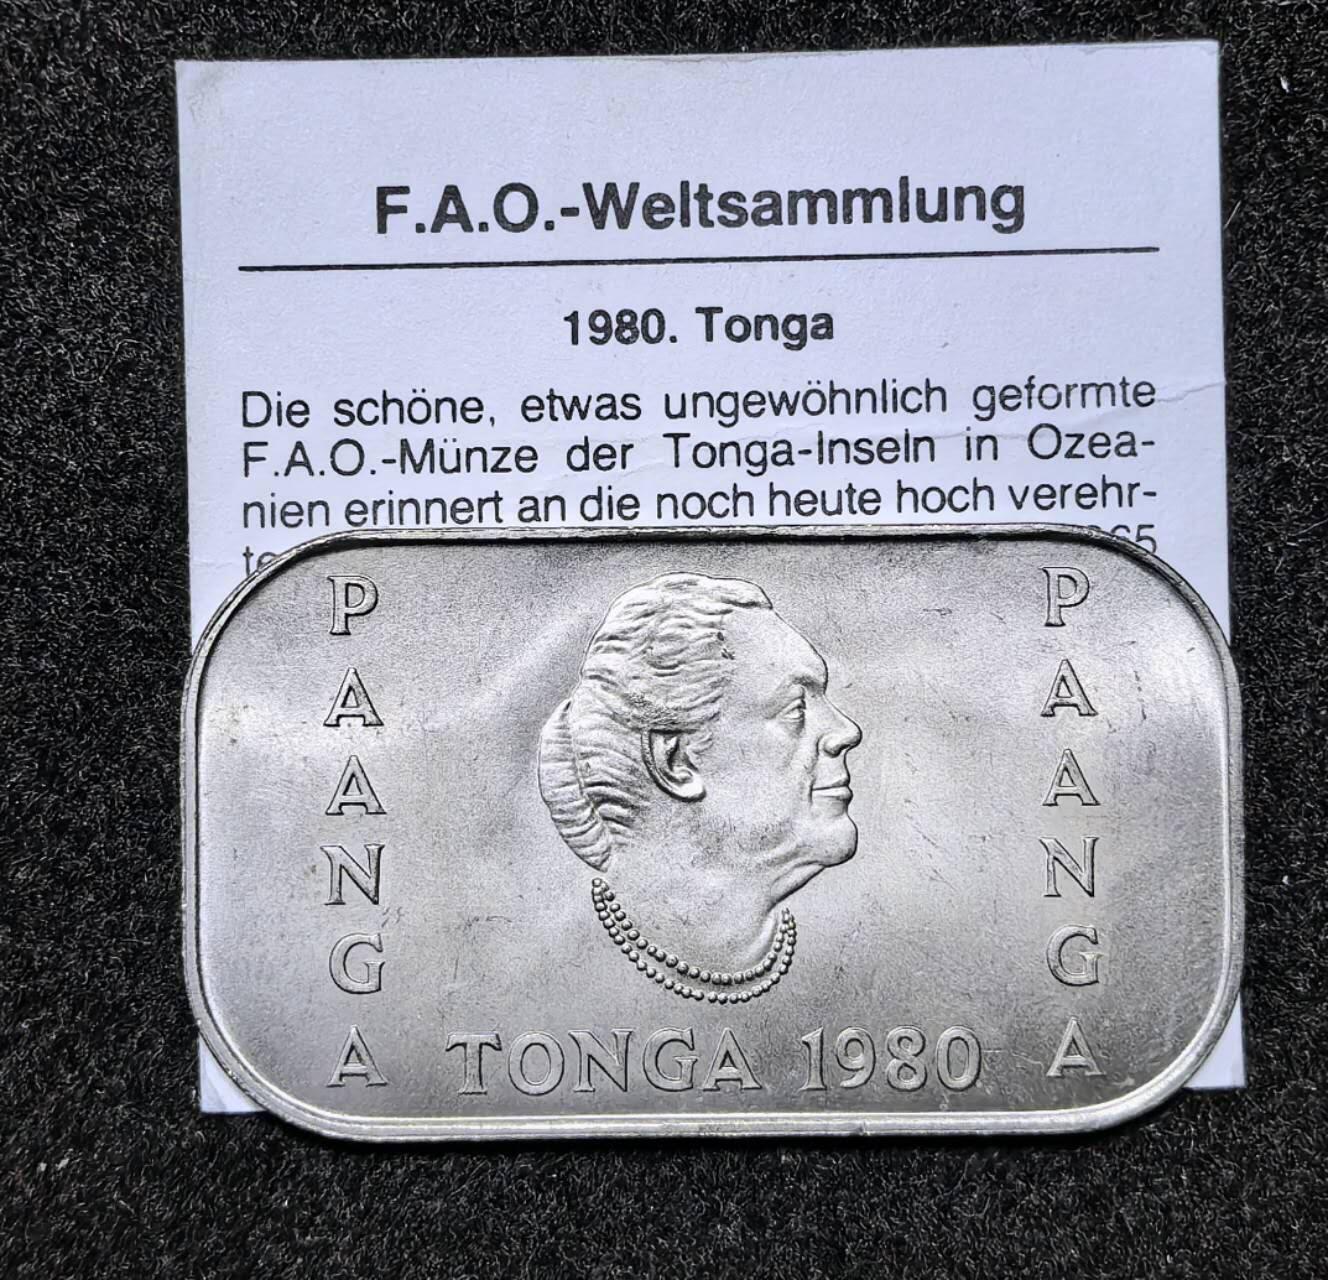 F.A.O.-Weltsammlung
1980. Tonga
Die schöne, etwas ungewöhnlich geformte
F.A.O.-Münze der Tonga-Inseln in Ozea-
nien erinnert an die noch heute hoch verehr-
PAANGA
PAANGA
TONGA 1980